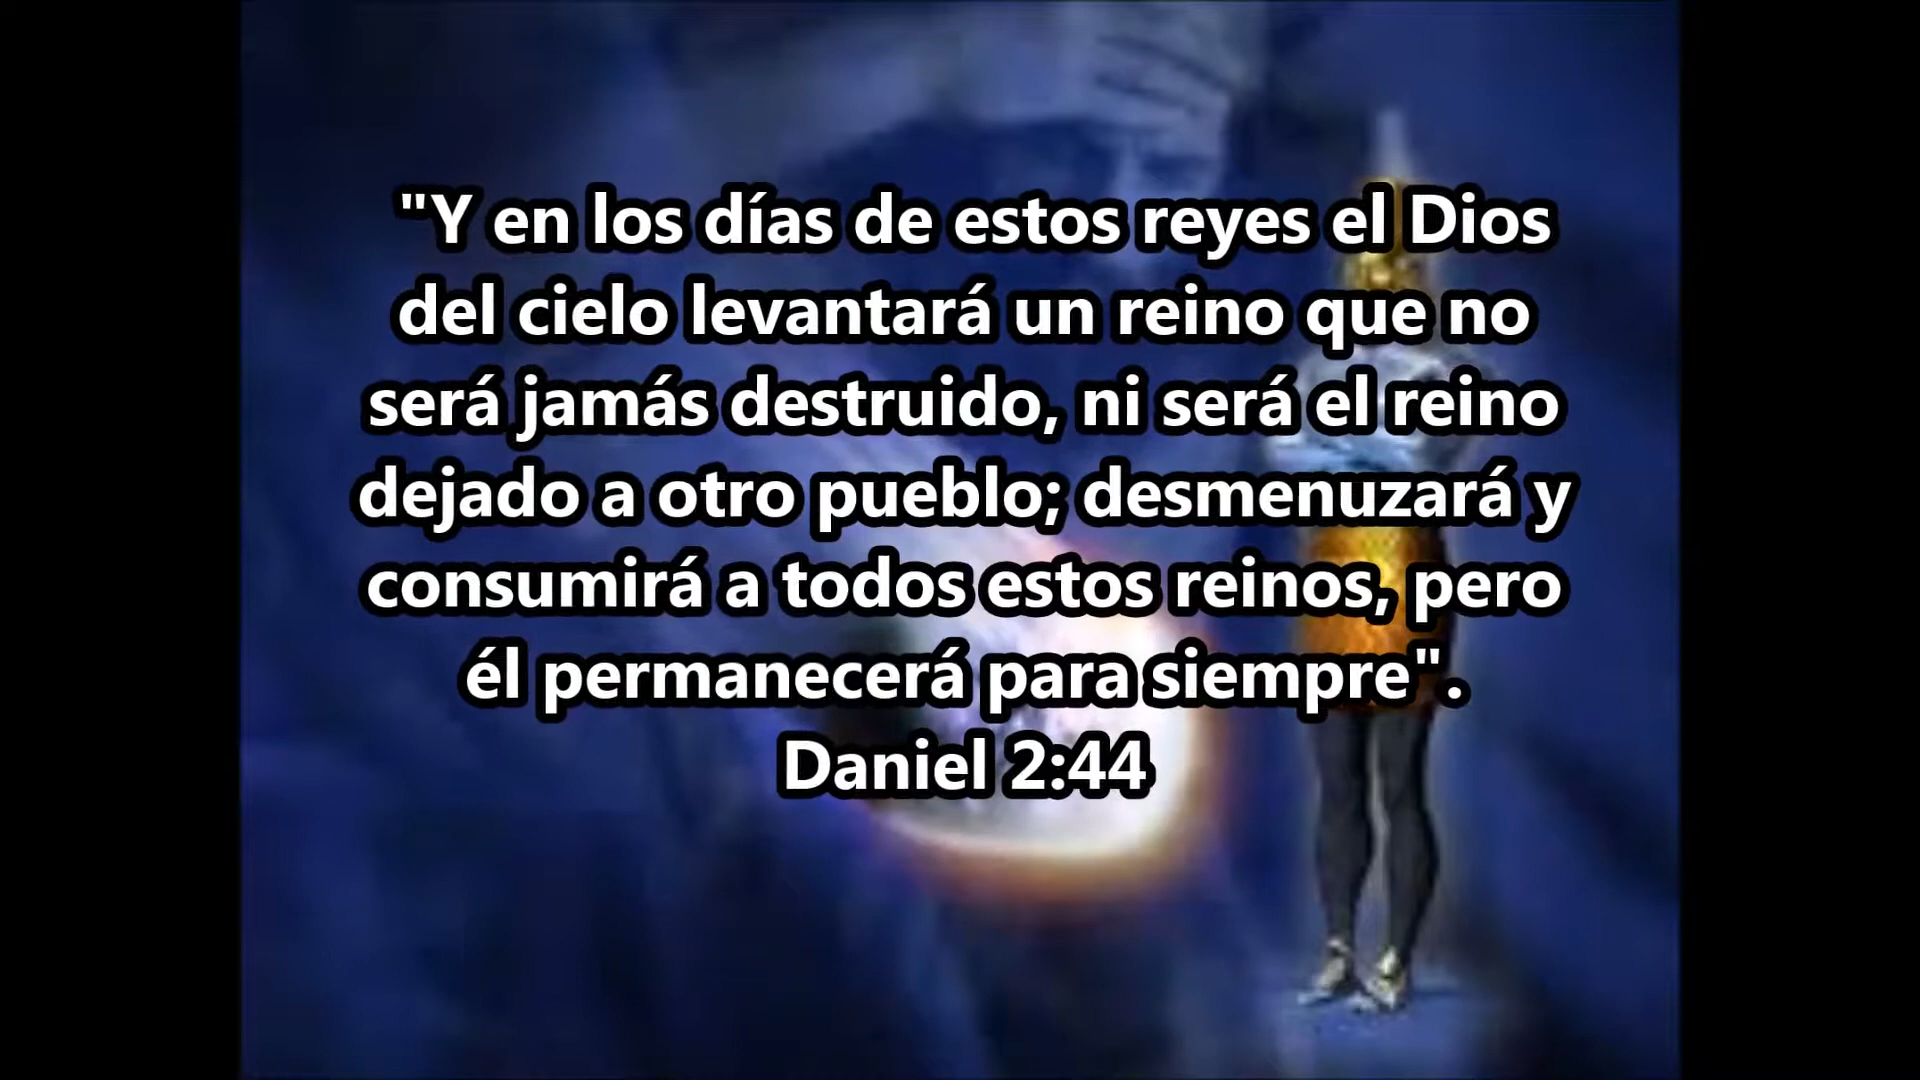 "Y en los días de estos reyes el Dios
del cielo levantará un reino que no
será jamás destruido, ni será el reino
dejado a otro pueblo; desmenuzará y
consumirá a todos estos reinos, pero
él permanecerá para siempre".
Daniel 2:44